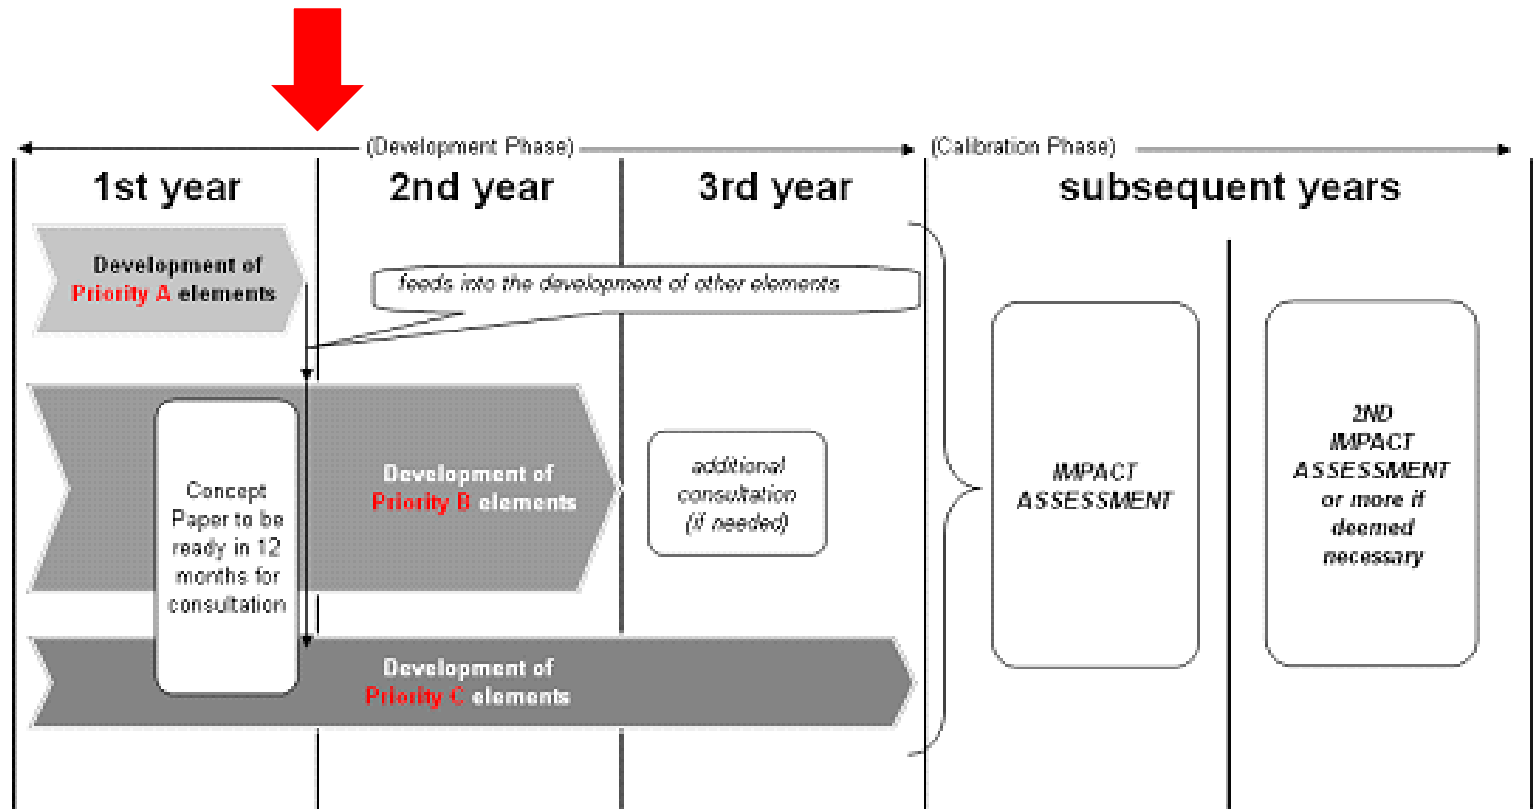 (Development Phase)
(Calibration Phase)
1st year
2nd year
3rd year
subsequent years
Development of
Priority A elements
feeds into the development of other elements
Concept
Paper to be
ready in 12
months for
consultation
Development of
Priority B elements
additional
consultation
(if needed)
IMPACT
ASSESSMENT
2ND
IMPACT
ASSESSMENT
or more if
deemed
necessary
Development of
Priority C elements